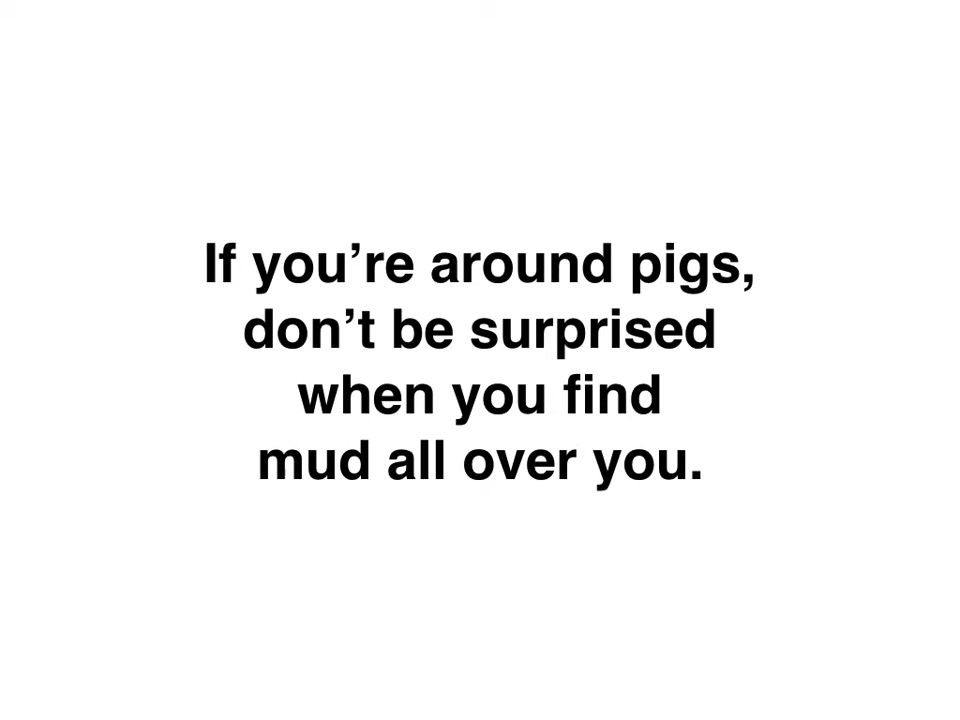 If you’re around pigs,
don’t be surprised
when you find
mud all over you.